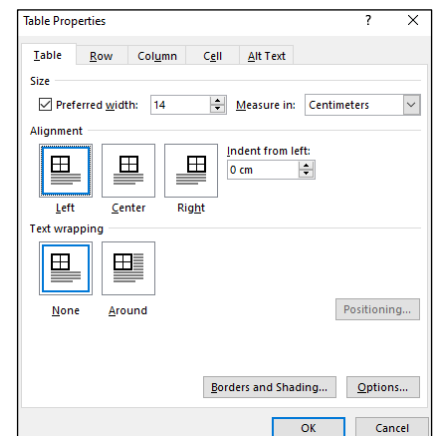 Table Properties ? X
Table Row Column Cell Alt Text
Size
Preferred width: 14 Measure in: Centimeters
Alignment
Indent from left:
0 cm
Left Center Right
Text wrapping
None Around
Positioning...
Borders and Shading... Options...
OK Cancel